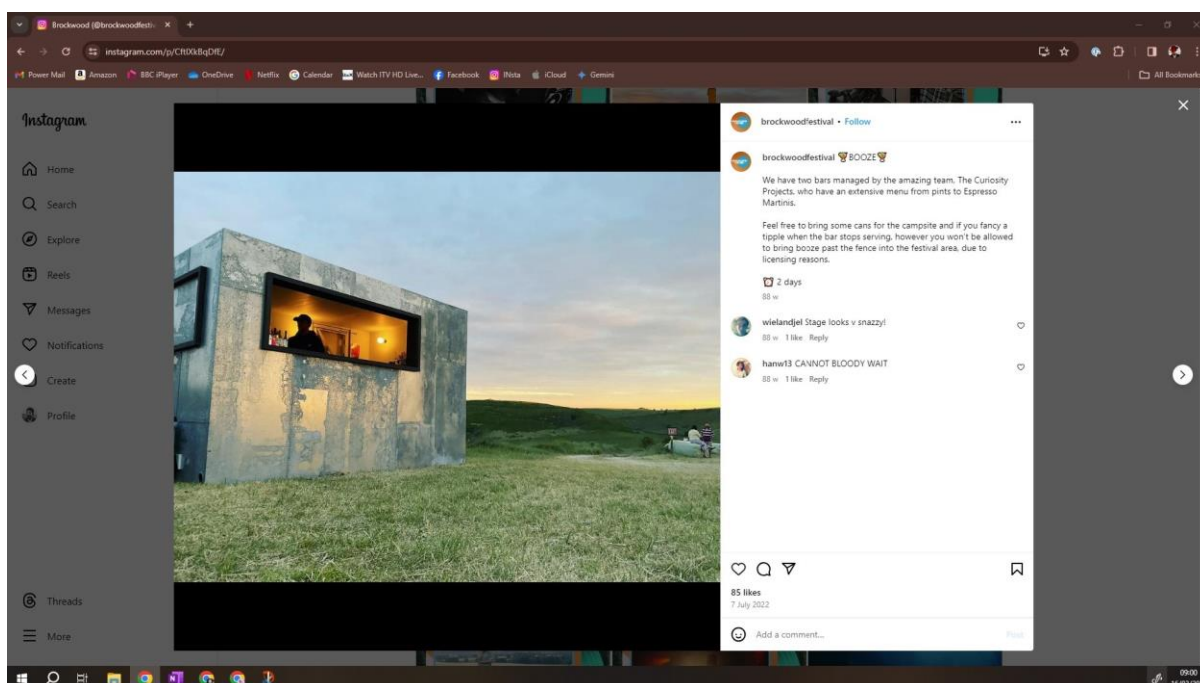 Brockwood (@brockwoodfestiv
instagram.com/p/CftlXkBqDfE/
Power Mail Amazon BBC iPlayer OneDrive Netflix Calendar Watch ITV HD Live... Facebook INsta iCloud Gemini All Bookmarks
Instagram
Home
Search
Explore
Reels
Messages
Notifications
Create
Profile
Threads
More
brockwoodfestival • Follow
brockwoodfestival 🍹BOOZE🍹
We have two bars managed by the amazing team, The Curiosity
Projects, who have an extensive menu from pints to Espresso
Martinis.
Feel free to bring some cans for the campsite and if you fancy a
tipple when the bar stops serving, however you won't be allowed
to bring booze past the fence into the festival area, due to
licensing reasons.
⏰ 2 days
88 w
wielandjel Stage looks v snazzy!
88 w 1 like Reply
hanw13 CANNOT BLOODY WAIT
88 w 1 like Reply
85 likes
7 July 2022
Add a comment...
Post
09:00